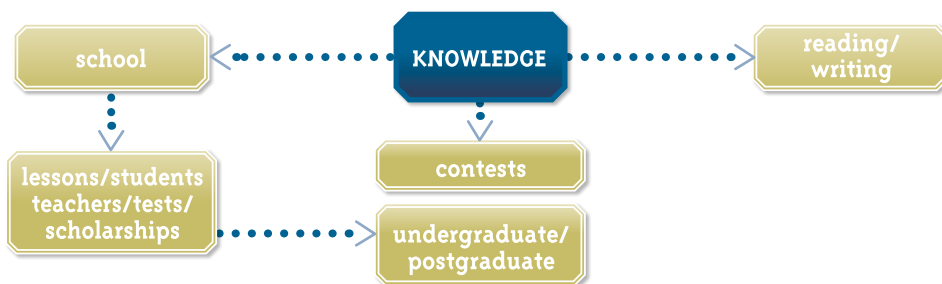 school
KNOWLEDGE
reading/
writing
lessons/students
teachers/tests/
scholarships
contests
undergraduate/
postgraduate